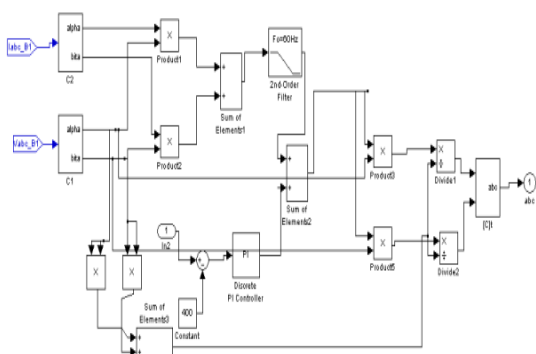 Iabc_B1
alpha
bita
C2
Vabc_B1
alpha
bita
C1
X
Product1
X
Product2
+
+
Sum of
Elements1
Fo=60Hz
2nd-Order
Filter
+
+
Sum of
Elements2
X
Product3
X
Product5
X
÷
Divide1
X
÷
Divide2
abc
[C]t
1
abc
1
In2
PI
Discrete
PI Controller
400
Constant
X
X
Sum of
Elements3
+
+